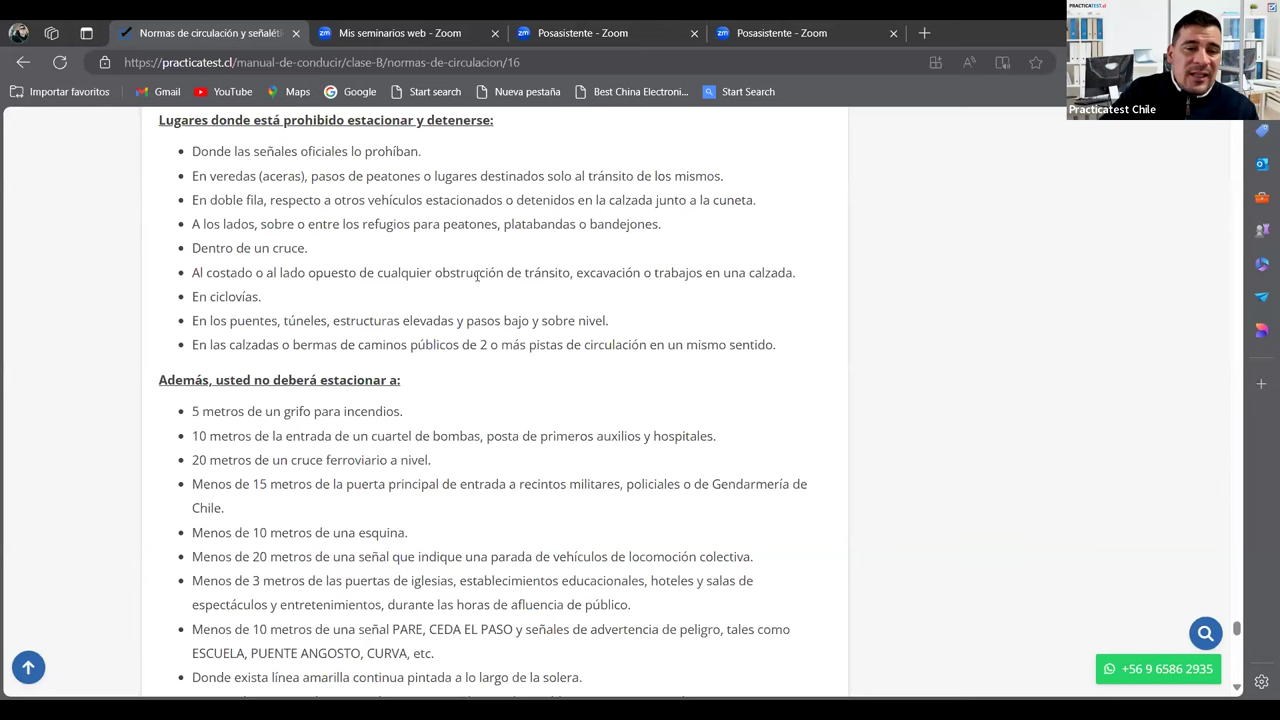 Normas de circulación y señalét
Mis seminarios web - Zoom
Posasistente - Zoom
Posasistente - Zoom
PRACTICATEST.cl
https://practicatest.cl/manual-de-conducir/clase-B/normas-de-circulacion/16
Importar favoritos
Gmail
YouTube
Maps
Google
Start search
Nueva pestaña
Best China Electroni...
Start Search
Practicatest Chile
Lugares donde está prohibido estacionar y detenerse:
Donde las señales oficiales lo prohíban.
En veredas (aceras), pasos de peatones o lugares destinados solo al tránsito de los mismos.
En doble fila, respecto a otros vehículos estacionados o detenidos en la calzada junto a la cuneta.
A los lados, sobre o entre los refugios para peatones, platabandas o bandejones.
Dentro de un cruce.
Al costado o al lado opuesto de cualquier obstrucción de tránsito, excavación o trabajos en una calzada.
En ciclovías.
En los puentes, túneles, estructuras elevadas y pasos bajo y sobre nivel.
En las calzadas o bermas de caminos públicos de 2 o más pistas de circulación en un mismo sentido.
Además, usted no deberá estacionar a:
5 metros de un grifo para incendios.
10 metros de la entrada de un cuartel de bombas, posta de primeros auxilios y hospitales.
20 metros de un cruce ferroviario a nivel.
Menos de 15 metros de la puerta principal de entrada a recintos militares, policiales o de Gendarmería de
Chile.
Menos de 10 metros de una esquina.
Menos de 20 metros de una señal que indique una parada de vehículos de locomoción colectiva.
Menos de 3 metros de las puertas de iglesias, establecimientos educacionales, hoteles y salas de
espectáculos y entretenimientos, durante las horas de afluencia de público.
Menos de 10 metros de una señal PARE, CEDA EL PASO y señales de advertencia de peligro, tales como
ESCUELA, PUENTE ANGOSTO, CURVA, etc.
+56 9 6586 2935